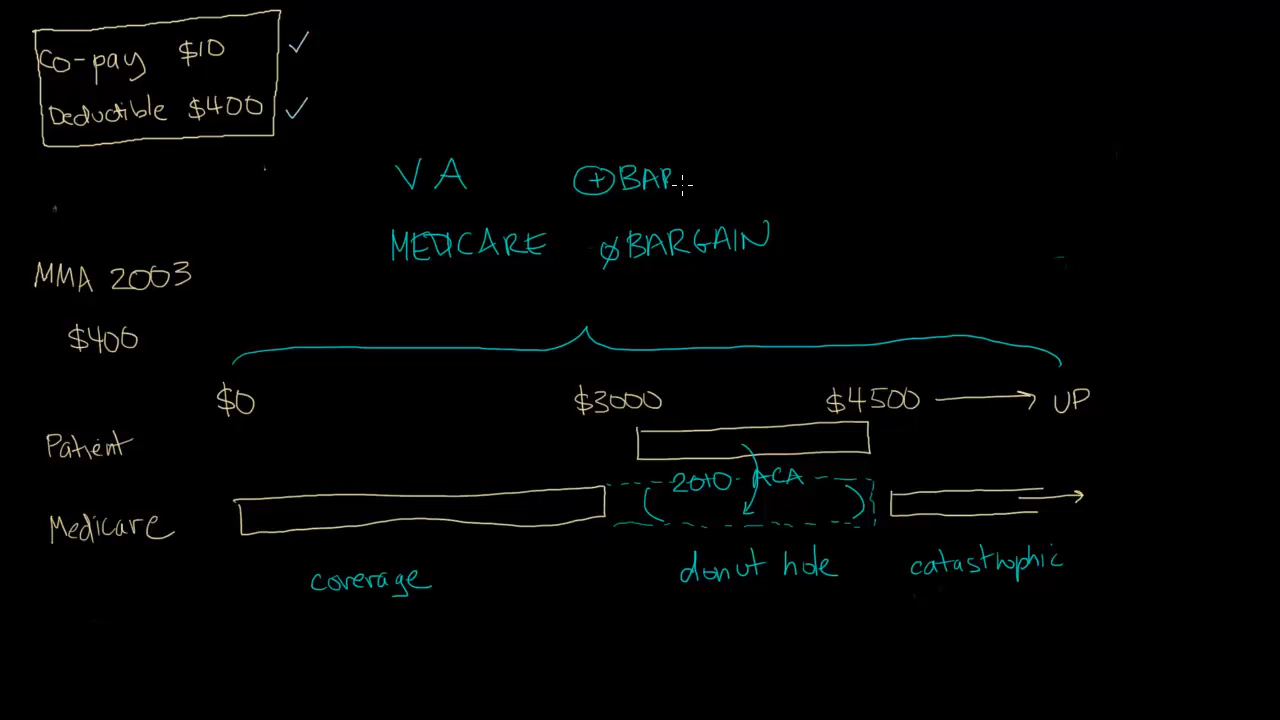 Co-pay $10 ✓
Deductible $400 ✓
VA ⊕BAR
MEDICARE ∅BARGAIN
MMA 2003
$400
$0 $3000 $4500 → UP
Patient
2010 ACA
Medicare
coverage donut hole catastrophic